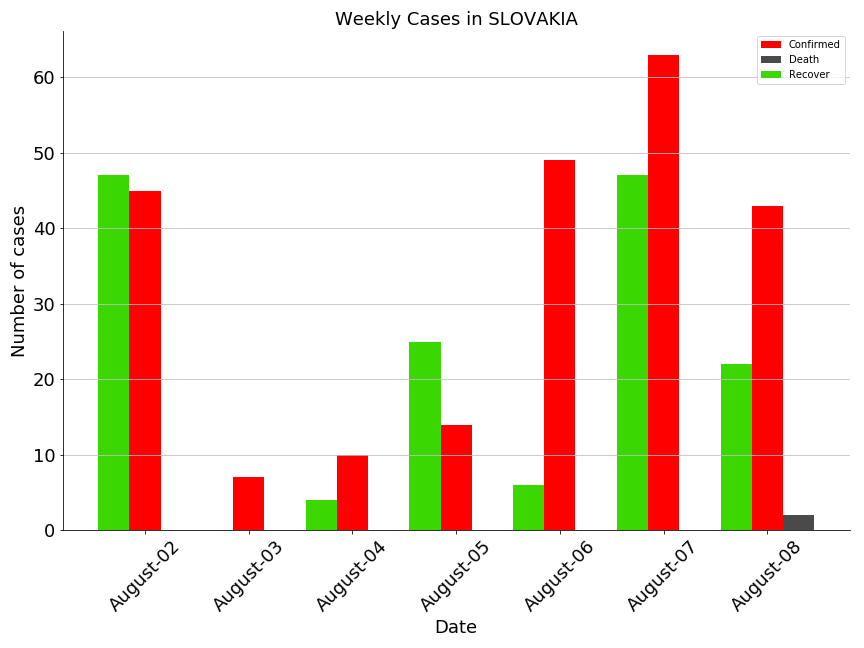 Weekly Cases in SLOVAKIA
Confirmed
Death
Recover
Number of cases
60
50
40
30
20
10
0
August-02
August-03
August-04
August-05
August-06
August-07
August-08
Date